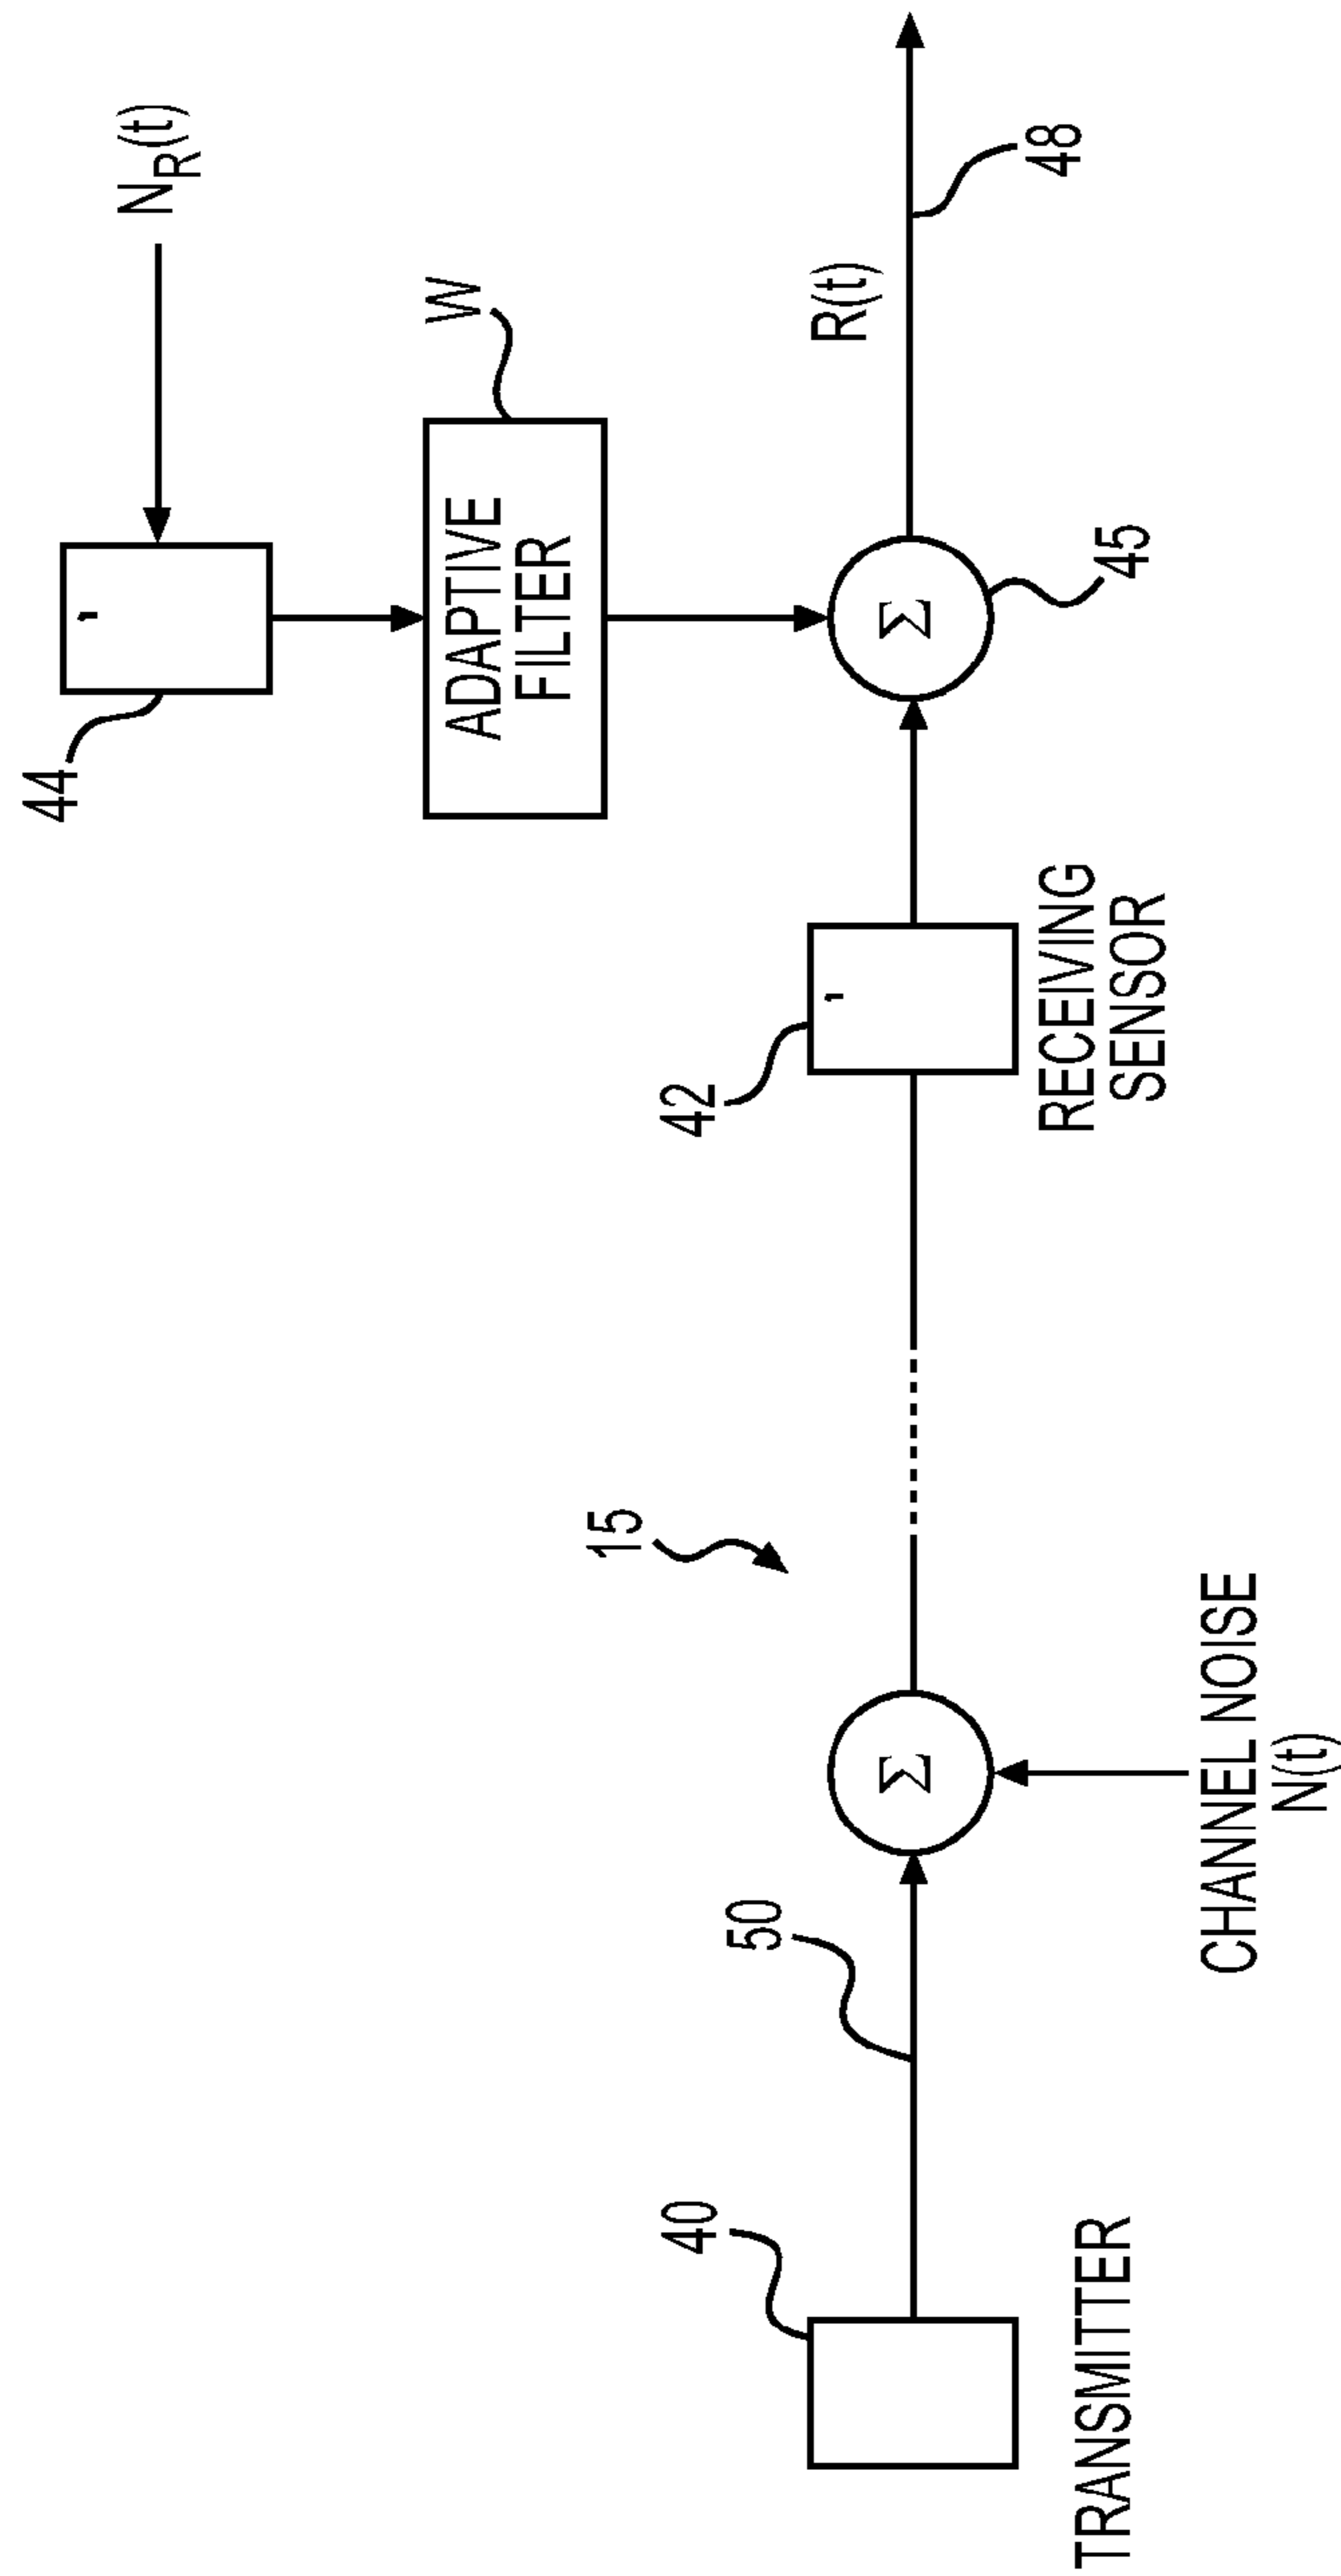 44
N_R(t)
W
ADAPTIVE
FILTER
R(t)
48
Σ
45
42
RECEIVING
SENSOR
15
Σ
CHANNEL NOISE
N(t)
50
40
TRANSMITTER